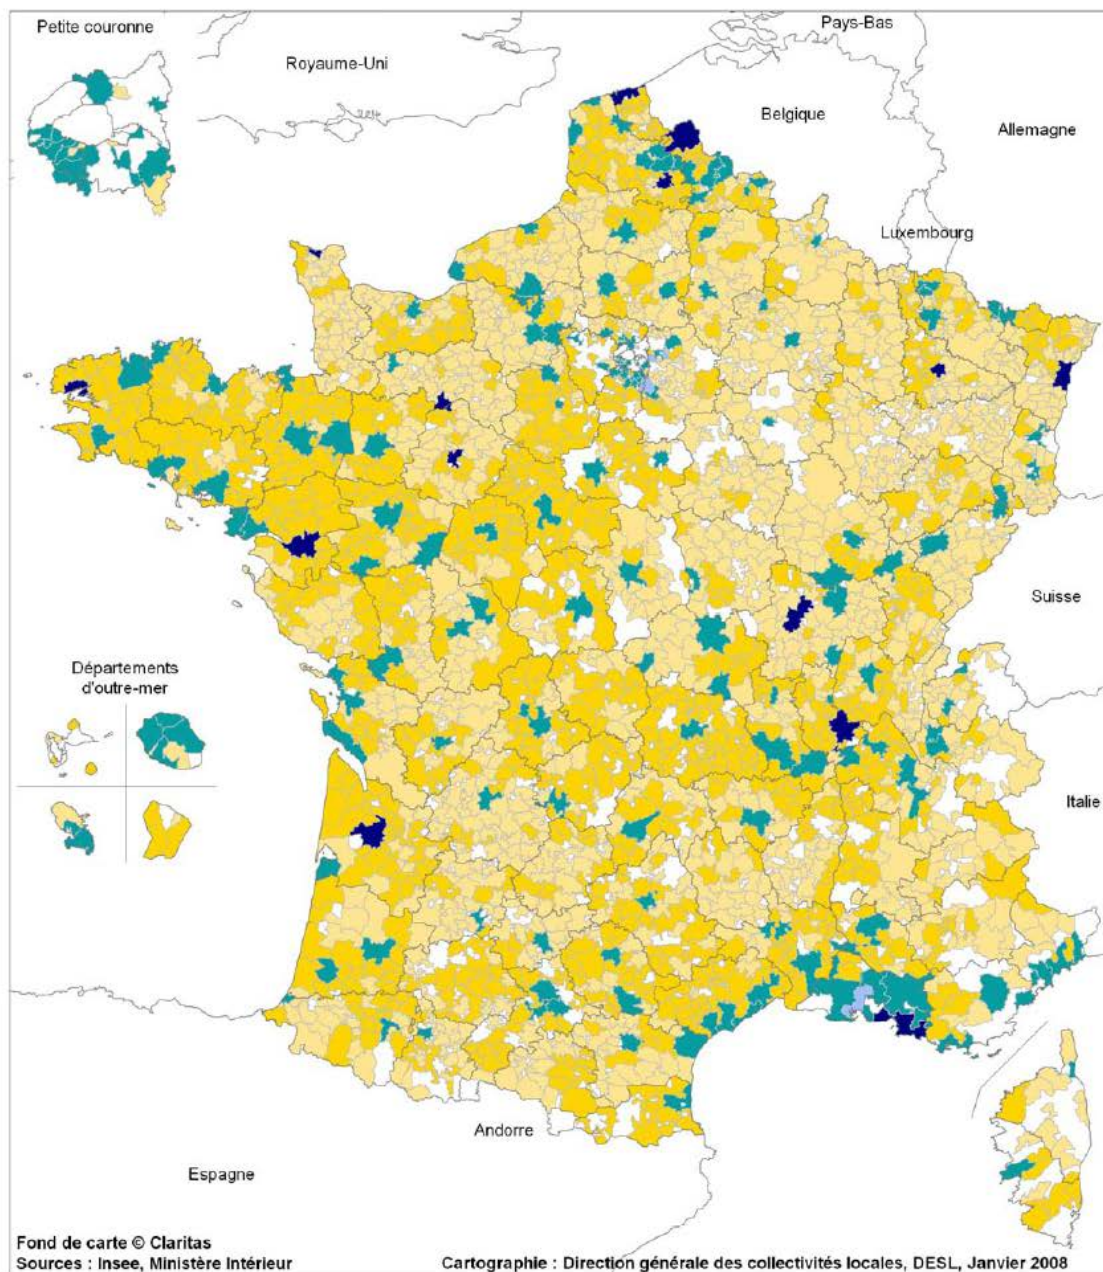 Petite couronne
Pays-Bas
Royaume-Uni
Belgique
Allemagne
Luxembourg
Suisse
Départements
d'outre-mer
Italie
Andorre
Espagne
Fond de carte © Claritas
Sources : Insee, Ministère Intérieur
Cartographie : Direction générale des collectivités locales, DESL, Janvier 2008